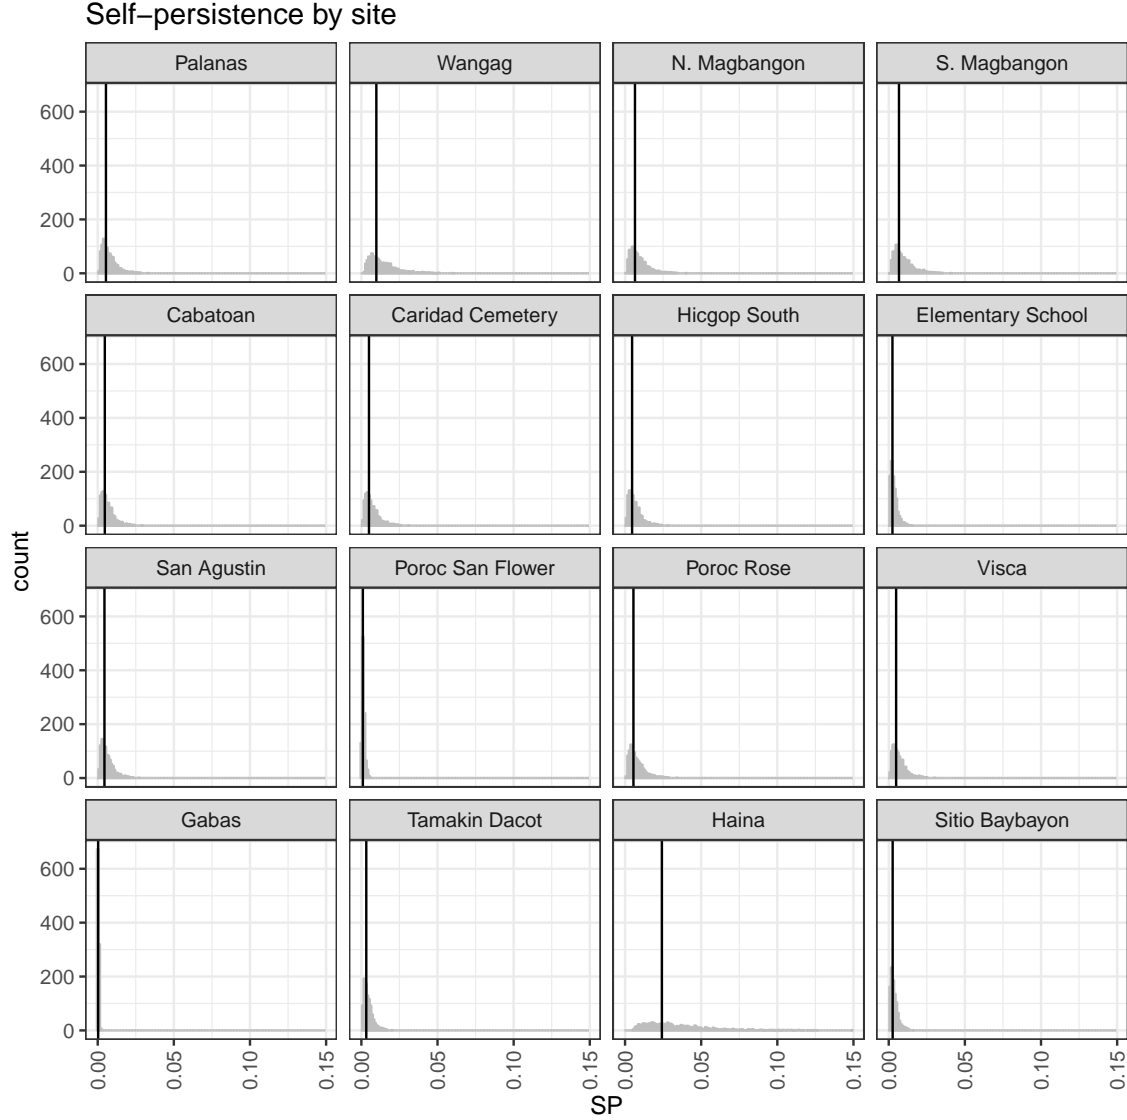 Self−persistence by site
Palanas Wangag N. Magbangon S. Magbangon
600
400
200
0
Cabatoan Caridad Cemetery Hicgop South Elementary School
600
400
200
0
San Agustin Poroc San Flower Poroc Rose Visca
600
400
200
0
Gabas Tamakin Dacot Haina Sitio Baybayon
600
400
200
0
count
0.00 0.05 0.10 0.15 0.00 0.05 0.10 0.15 0.00 0.05 0.10 0.15 0.00 0.05 0.10 0.15
SP